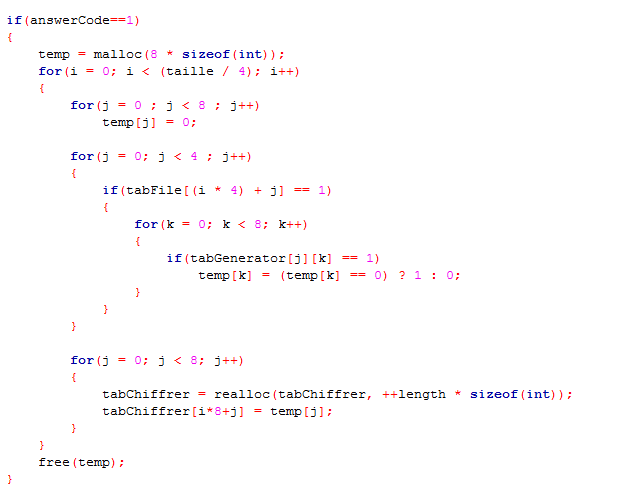 if(answerCode==1)
{
    temp = malloc(8 * sizeof(int));
    for(i = 0; i < (taille / 4); i++)
    {
        for(j = 0 ; j < 8 ; j++)
            temp[j] = 0;

        for(j = 0; j < 4 ; j++)
        {
            if(tabFile[(i * 4) + j] == 1)
            {
                for(k = 0; k < 8; k++)
                {
                    if(tabGenerator[j][k] == 1)
                        temp[k] = (temp[k] == 0) ? 1 : 0;
                }
            }
        }

        for(j = 0; j < 8; j++)
        {
            tabChiffrer = realloc(tabChiffrer, ++length * sizeof(int));
            tabChiffrer[i*8+j] = temp[j];
        }
    }
    free(temp);
}